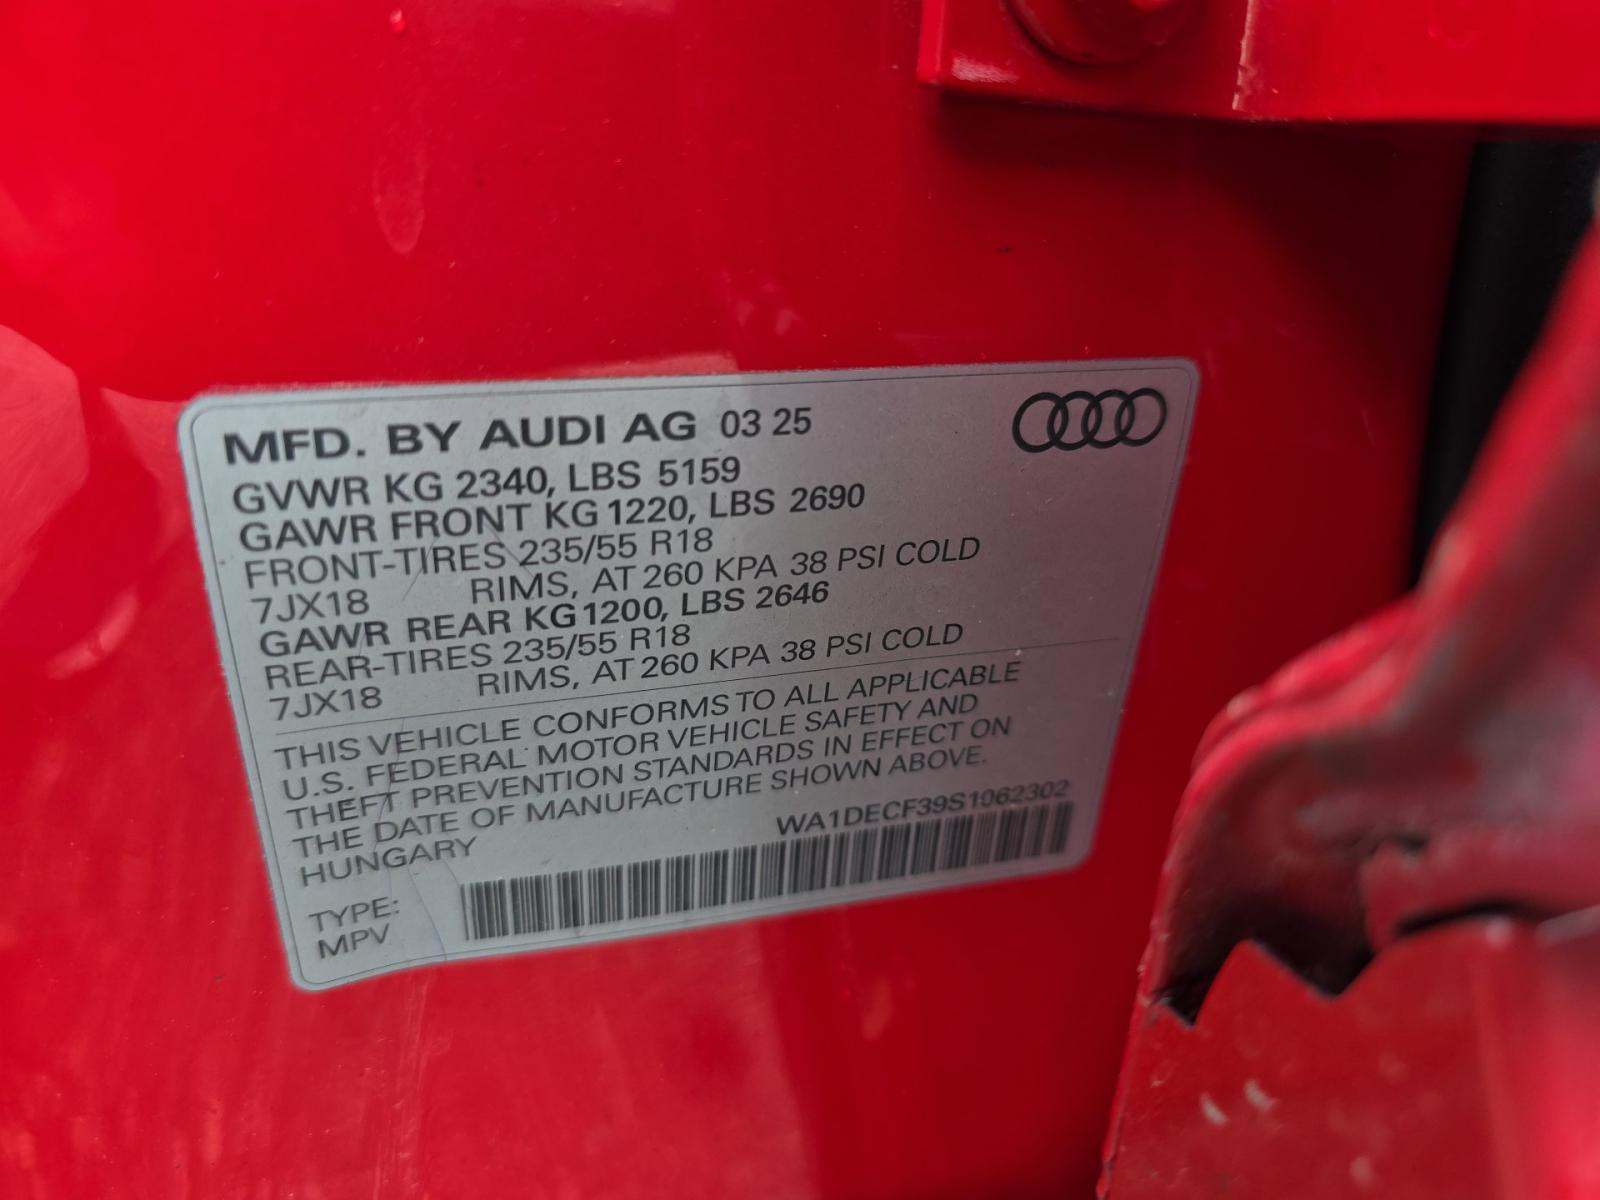 MFD. BY AUDI AG 03 25
GVWR KG 2340, LBS 5159
GAWR FRONT KG 1220, LBS 2690
FRONT-TIRES 235/55 R18
7JX18 RIMS, AT 260 KPA 38 PSI COLD
GAWR REAR KG 1200, LBS 2646
REAR-TIRES 235/55 R18
7JX18 RIMS, AT 260 KPA 38 PSI COLD
THIS VEHICLE CONFORMS TO ALL APPLICABLE
U.S. FEDERAL MOTOR VEHICLE SAFETY AND
THEFT PREVENTION STANDARDS IN EFFECT ON
THE DATE OF MANUFACTURE SHOWN ABOVE.
HUNGARY WA1DECF39S1062302
TYPE:
MPV